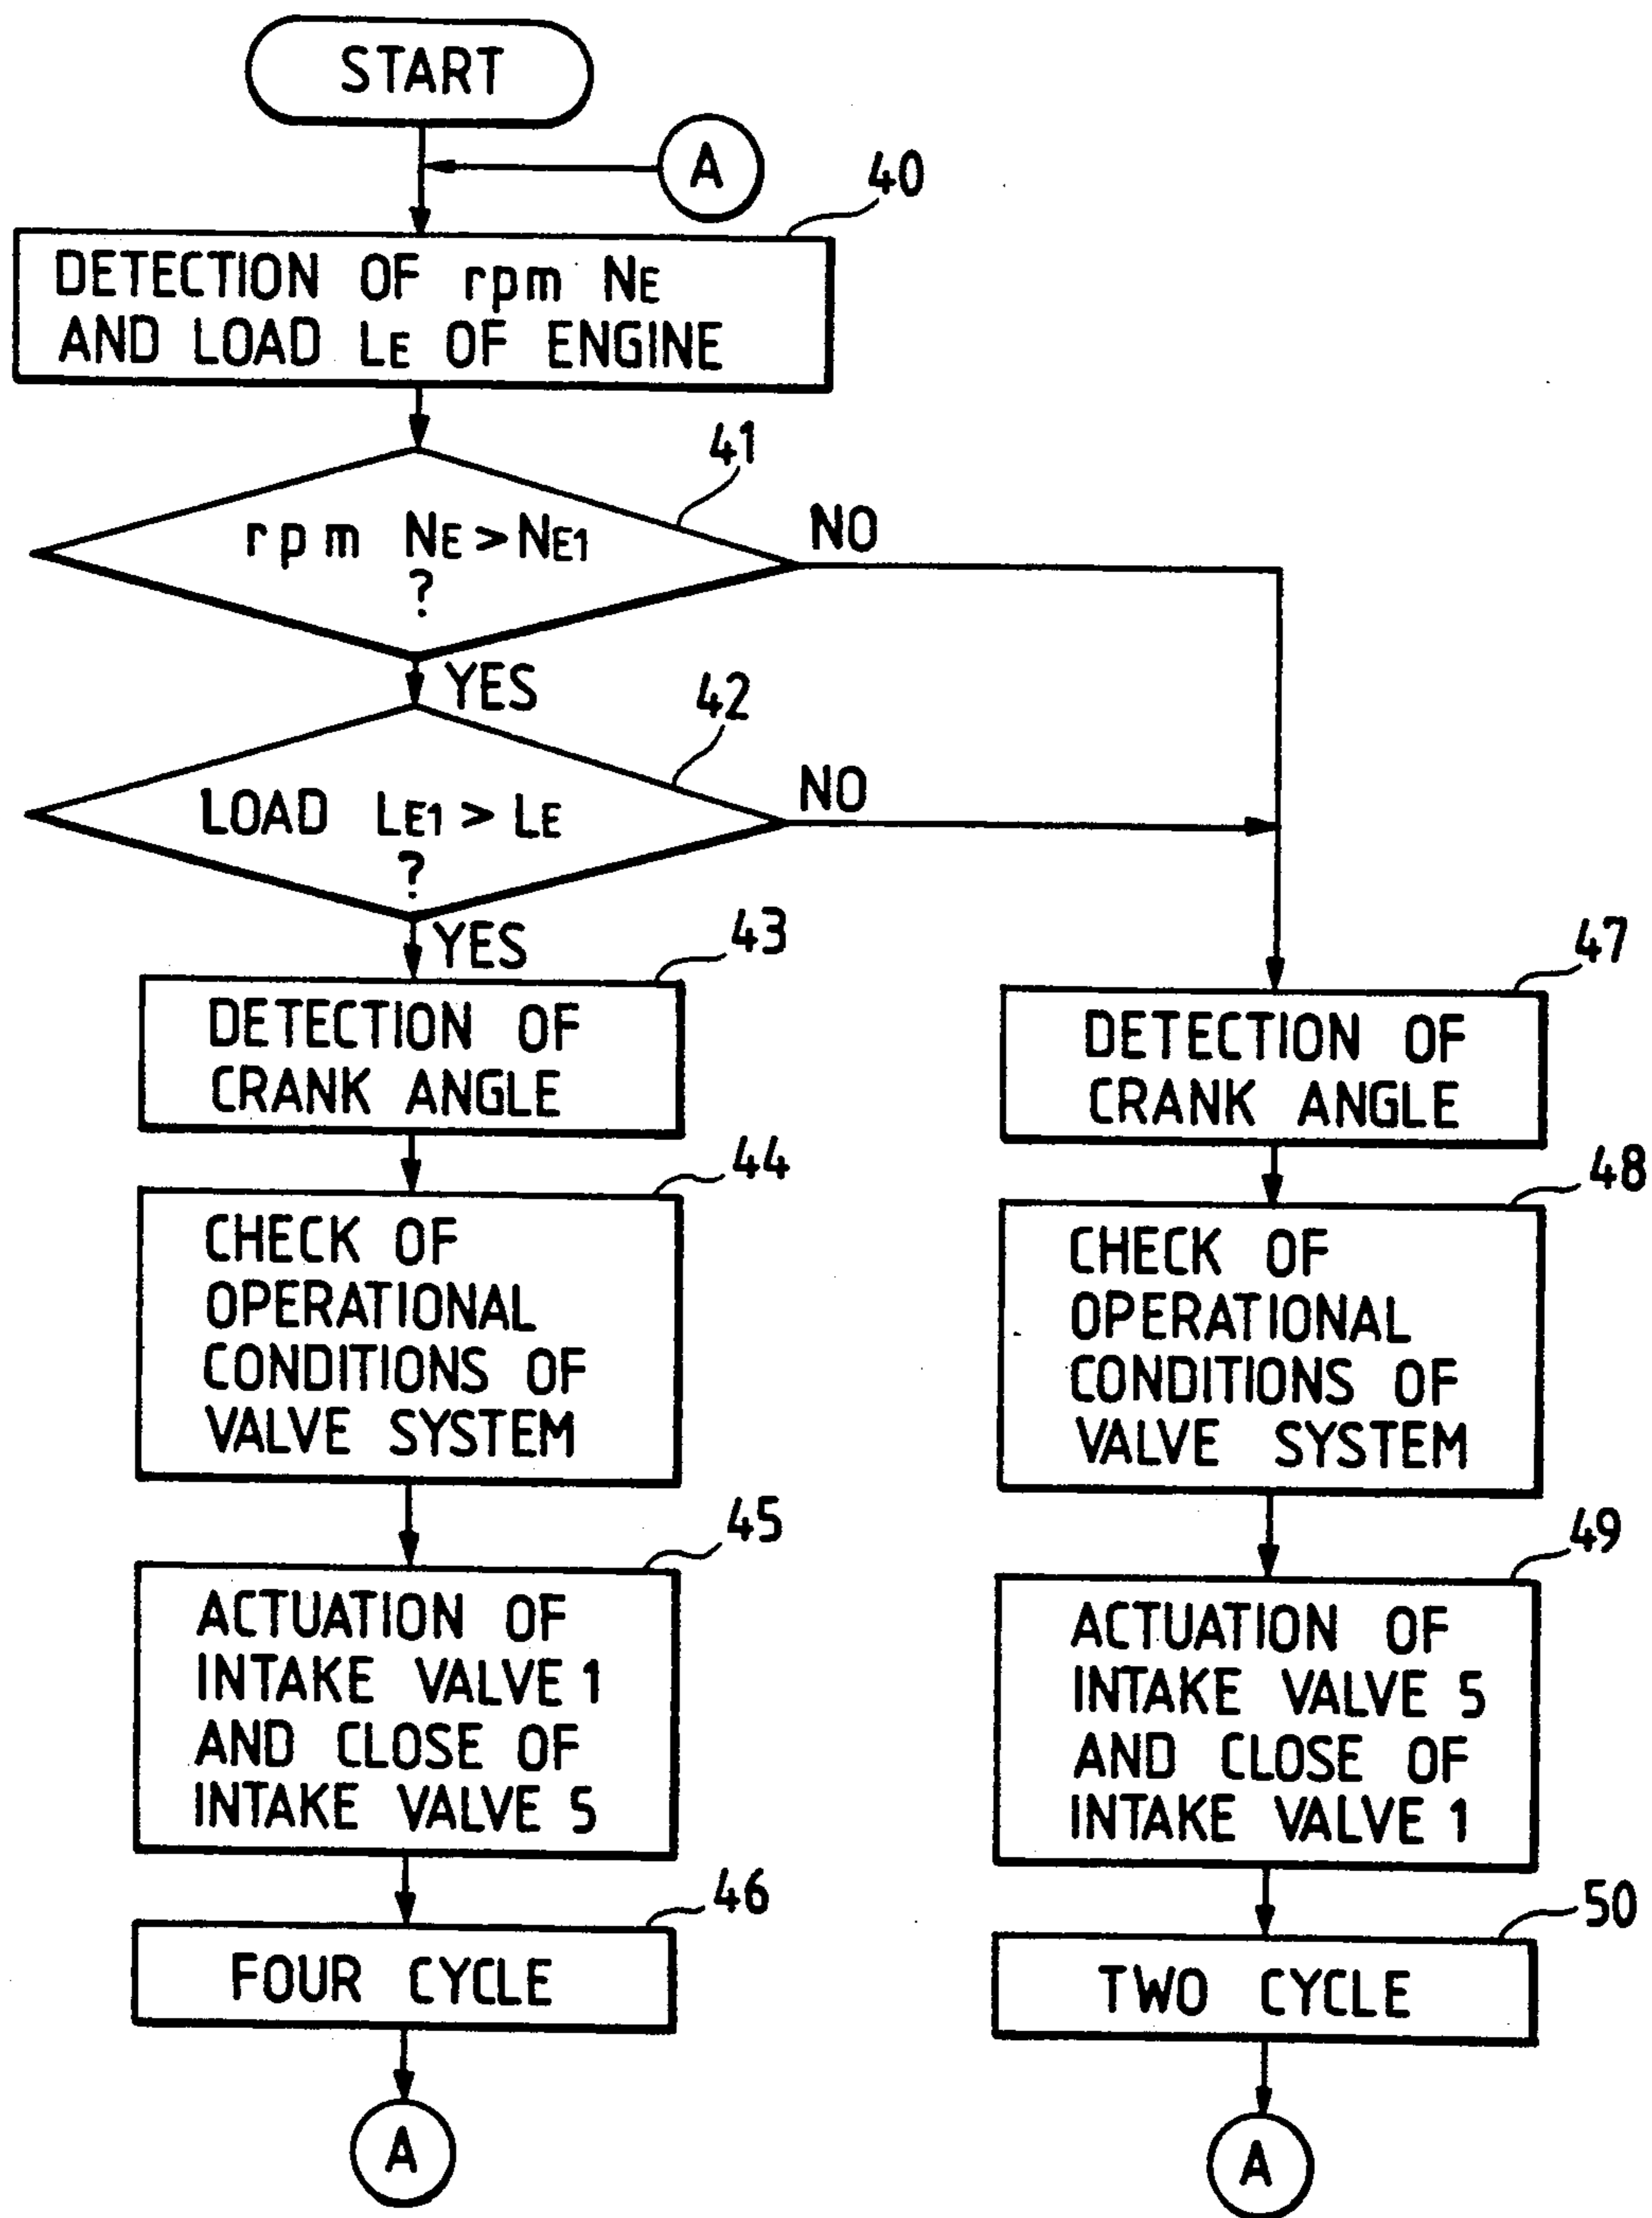 START
A
40
DETECTION OF rpm NE
AND LOAD LE OF ENGINE
41
rpm NE > NE1
?
NO
YES
42
LOAD LE1 > LE
?
NO
YES
43
DETECTION OF
CRANK ANGLE
44
CHECK OF
OPERATIONAL
CONDITIONS OF
VALVE SYSTEM
45
ACTUATION OF
INTAKE VALVE 1
AND CLOSE OF
INTAKE VALVE 5
46
FOUR CYCLE
A
47
DETECTION OF
CRANK ANGLE
48
CHECK OF
OPERATIONAL
CONDITIONS OF
VALVE SYSTEM
49
ACTUATION OF
INTAKE VALVE 5
AND CLOSE OF
INTAKE VALVE 1
50
TWO CYCLE
A